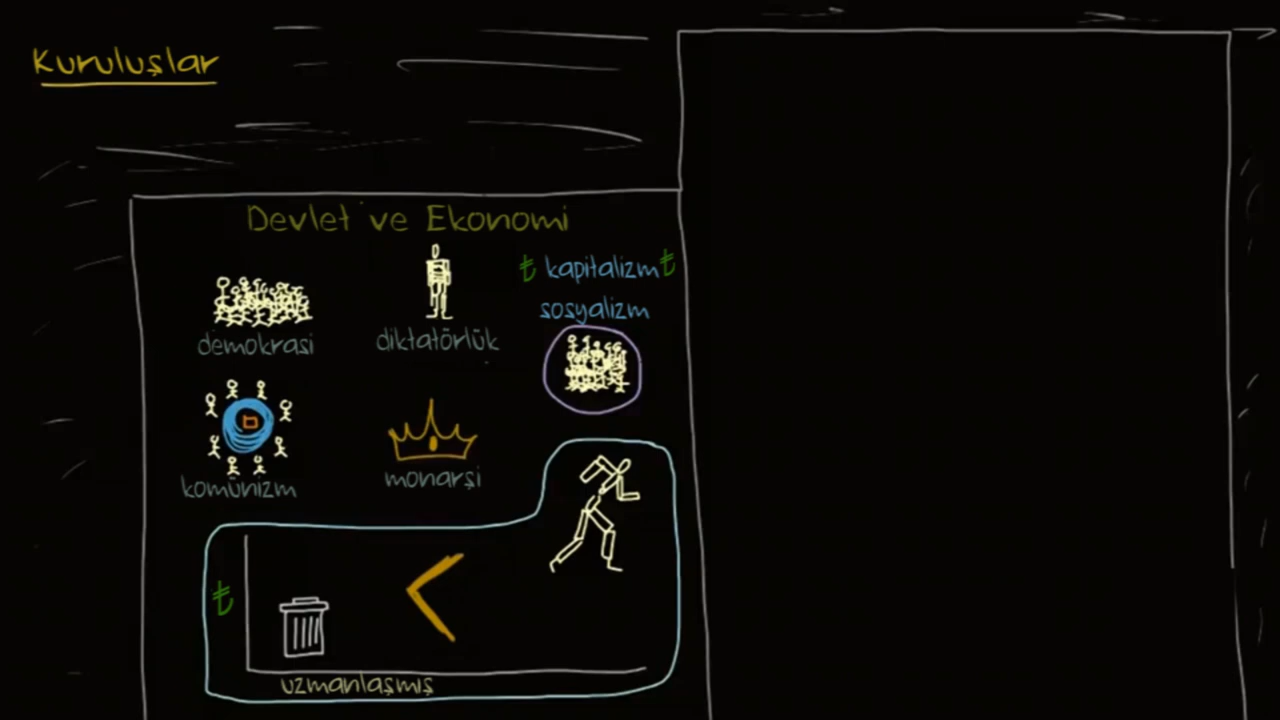 Kuruluşlar
Devlet ve Ekonomi
₺ kapitalizm ₺
sosyalizm
demokrasi
diktatörlük
komünizm
monarşi
₺
uzmanlaşmış